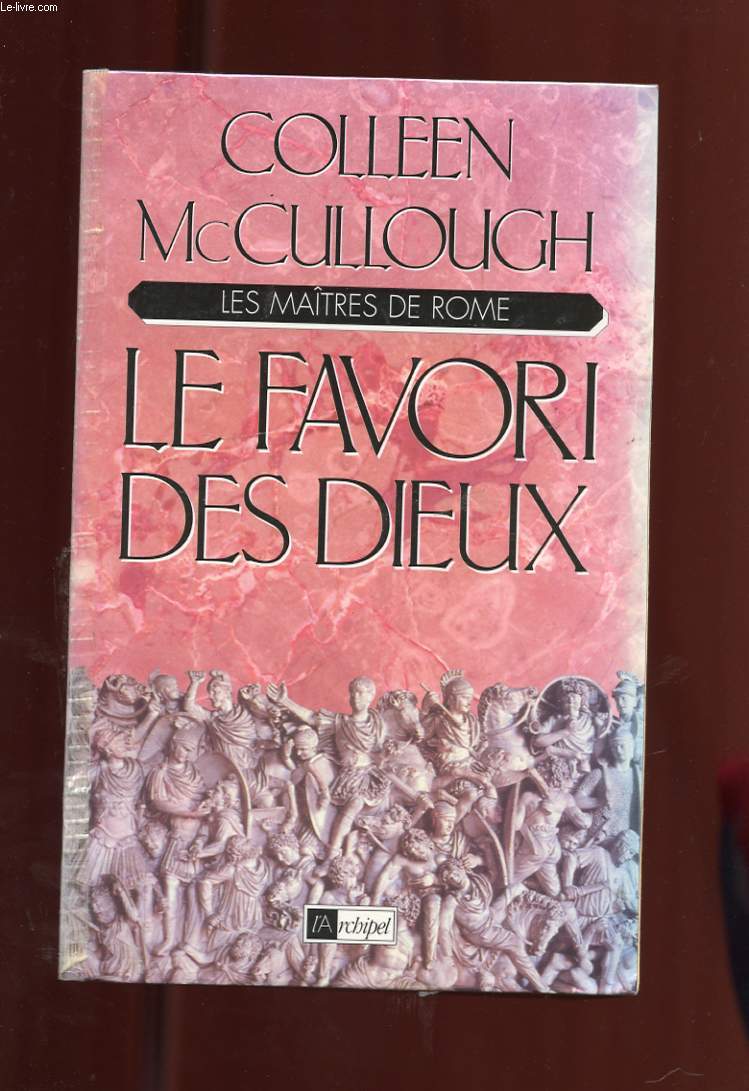 Le-livre.com
COLLEEN
McCULLOUGH
LES MAÎTRES DE ROME
LE FAVORI
DES DIEUX
l'Archipel